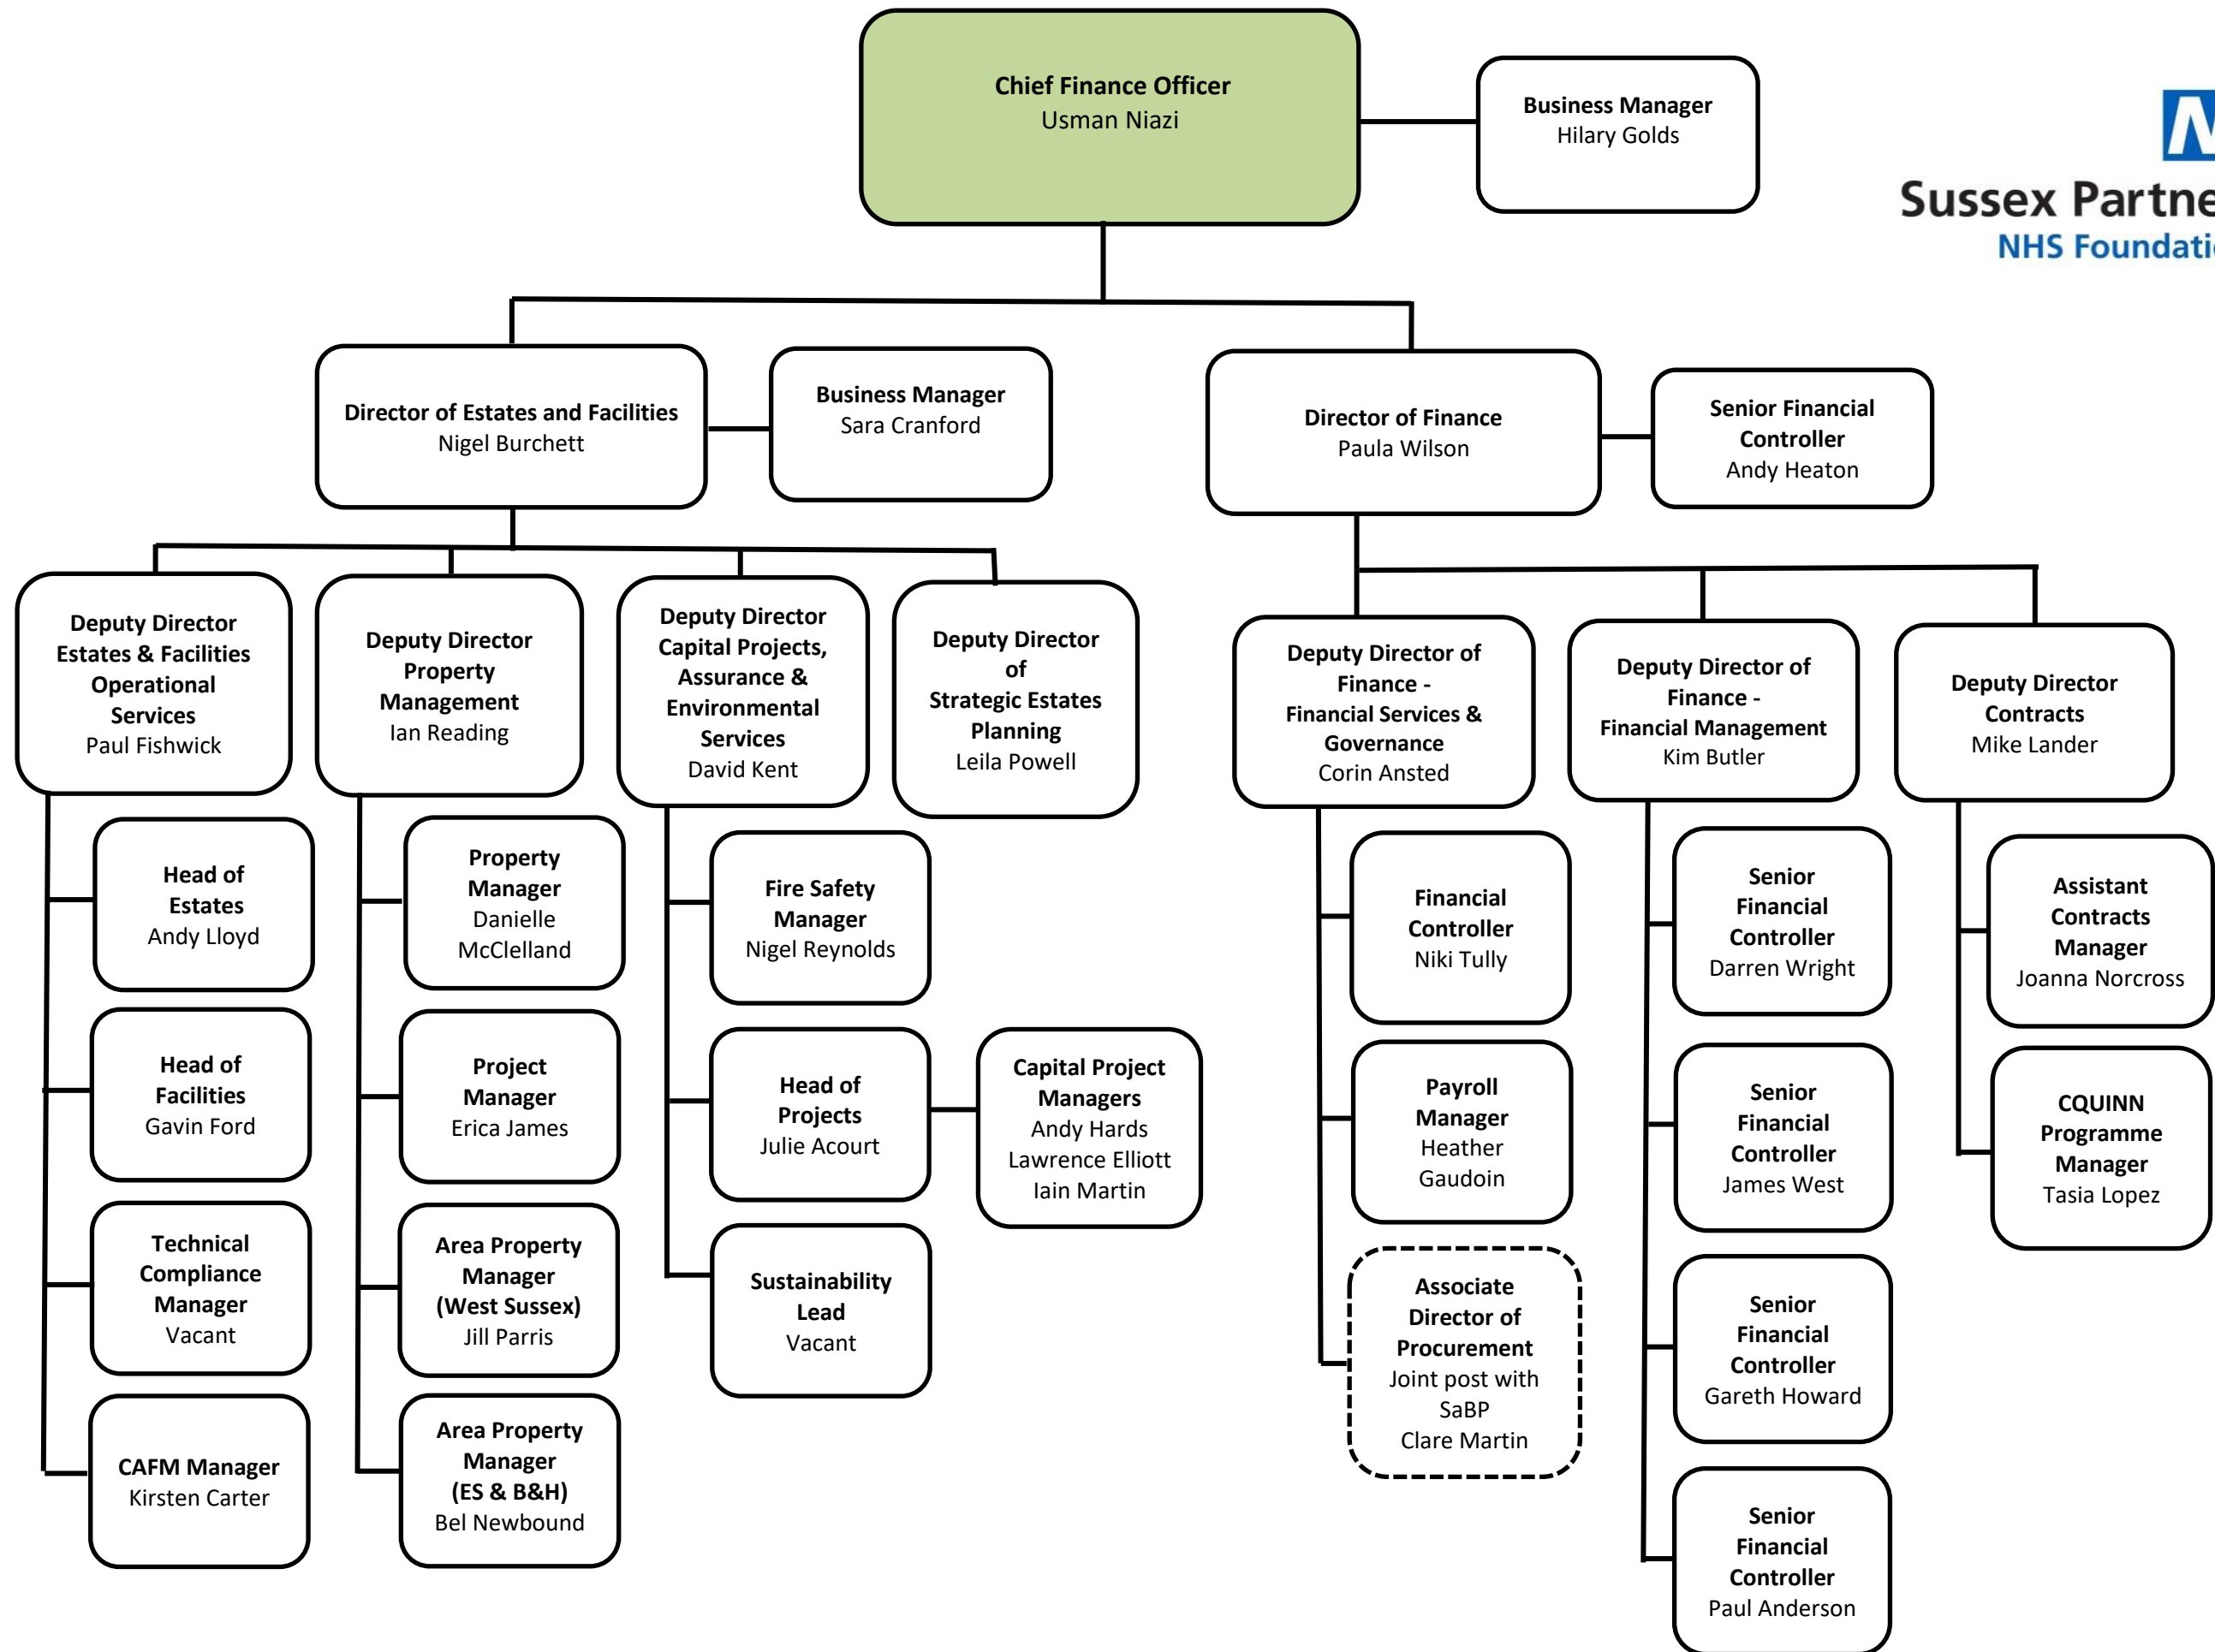 Chief Finance Officer
Usman Niazi
Business Manager
Hilary Golds
Sussex Partne
NHS Foundati
Director of Estates and Facilities
Nigel Burchett
Business Manager
Sara Cranford
Director of Finance
Paula Wilson
Senior Financial
Controller
Andy Heaton
Deputy Director
Estates & Facilities
Operational
Services
Paul Fishwick
Deputy Director
Property
Management
Ian Reading
Deputy Director
Capital Projects,
Assurance &
Environmental
Services
David Kent
Deputy Director
of
Strategic Estates
Planning
Leila Powell
Deputy Director of
Finance -
Financial Services &
Governance
Corin Ansted
Deputy Director of
Finance -
Financial Management
Kim Butler
Deputy Director
Contracts
Mike Lander
Head of
Estates
Andy Lloyd
Property
Manager
Danielle
McClelland
Fire Safety
Manager
Nigel Reynolds
Financial
Controller
Niki Tully
Senior
Financial
Controller
Darren Wright
Assistant
Contracts
Manager
Joanna Norcross
Head of
Facilities
Gavin Ford
Project
Manager
Erica James
Head of
Projects
Julie Acourt
Capital Project
Managers
Andy Hards
Lawrence Elliott
Iain Martin
Payroll
Manager
Heather
Gaudoin
Senior
Financial
Controller
James West
CQUINN
Programme
Manager
Tasia Lopez
Technical
Compliance
Manager
Vacant
Area Property
Manager
(West Sussex)
Jill Parris
Sustainability
Lead
Vacant
Associate
Director of
Procurement
Joint post with
SaBP
Clare Martin
Senior
Financial
Controller
Gareth Howard
CAFM Manager
Kirsten Carter
Area Property
Manager
(ES & B&H)
Bel Newbound
Senior
Financial
Controller
Paul Anderson